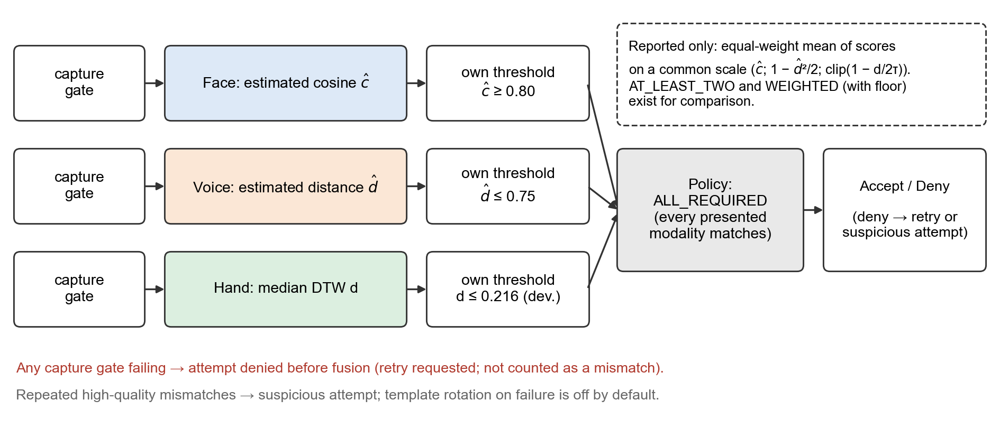 capture
gate
Face: estimated cosine ĉ
own threshold
ĉ ≥ 0.80
Reported only: equal-weight mean of scores
on a common scale (ĉ; 1 − d̂²/2; clip(1 − d/2τ)).
AT_LEAST_TWO and WEIGHTED (with floor)
exist for comparison.
capture
gate
Voice: estimated distance d̂
own threshold
d̂ ≤ 0.75
Policy:
ALL_REQUIRED
(every presented
modality matches)
Accept / Deny
(deny → retry or
suspicious attempt)
capture
gate
Hand: median DTW d
own threshold
d ≤ 0.216 (dev.)
Any capture gate failing → attempt denied before fusion (retry requested; not counted as a mismatch).
Repeated high-quality mismatches → suspicious attempt; template rotation on failure is off by default.